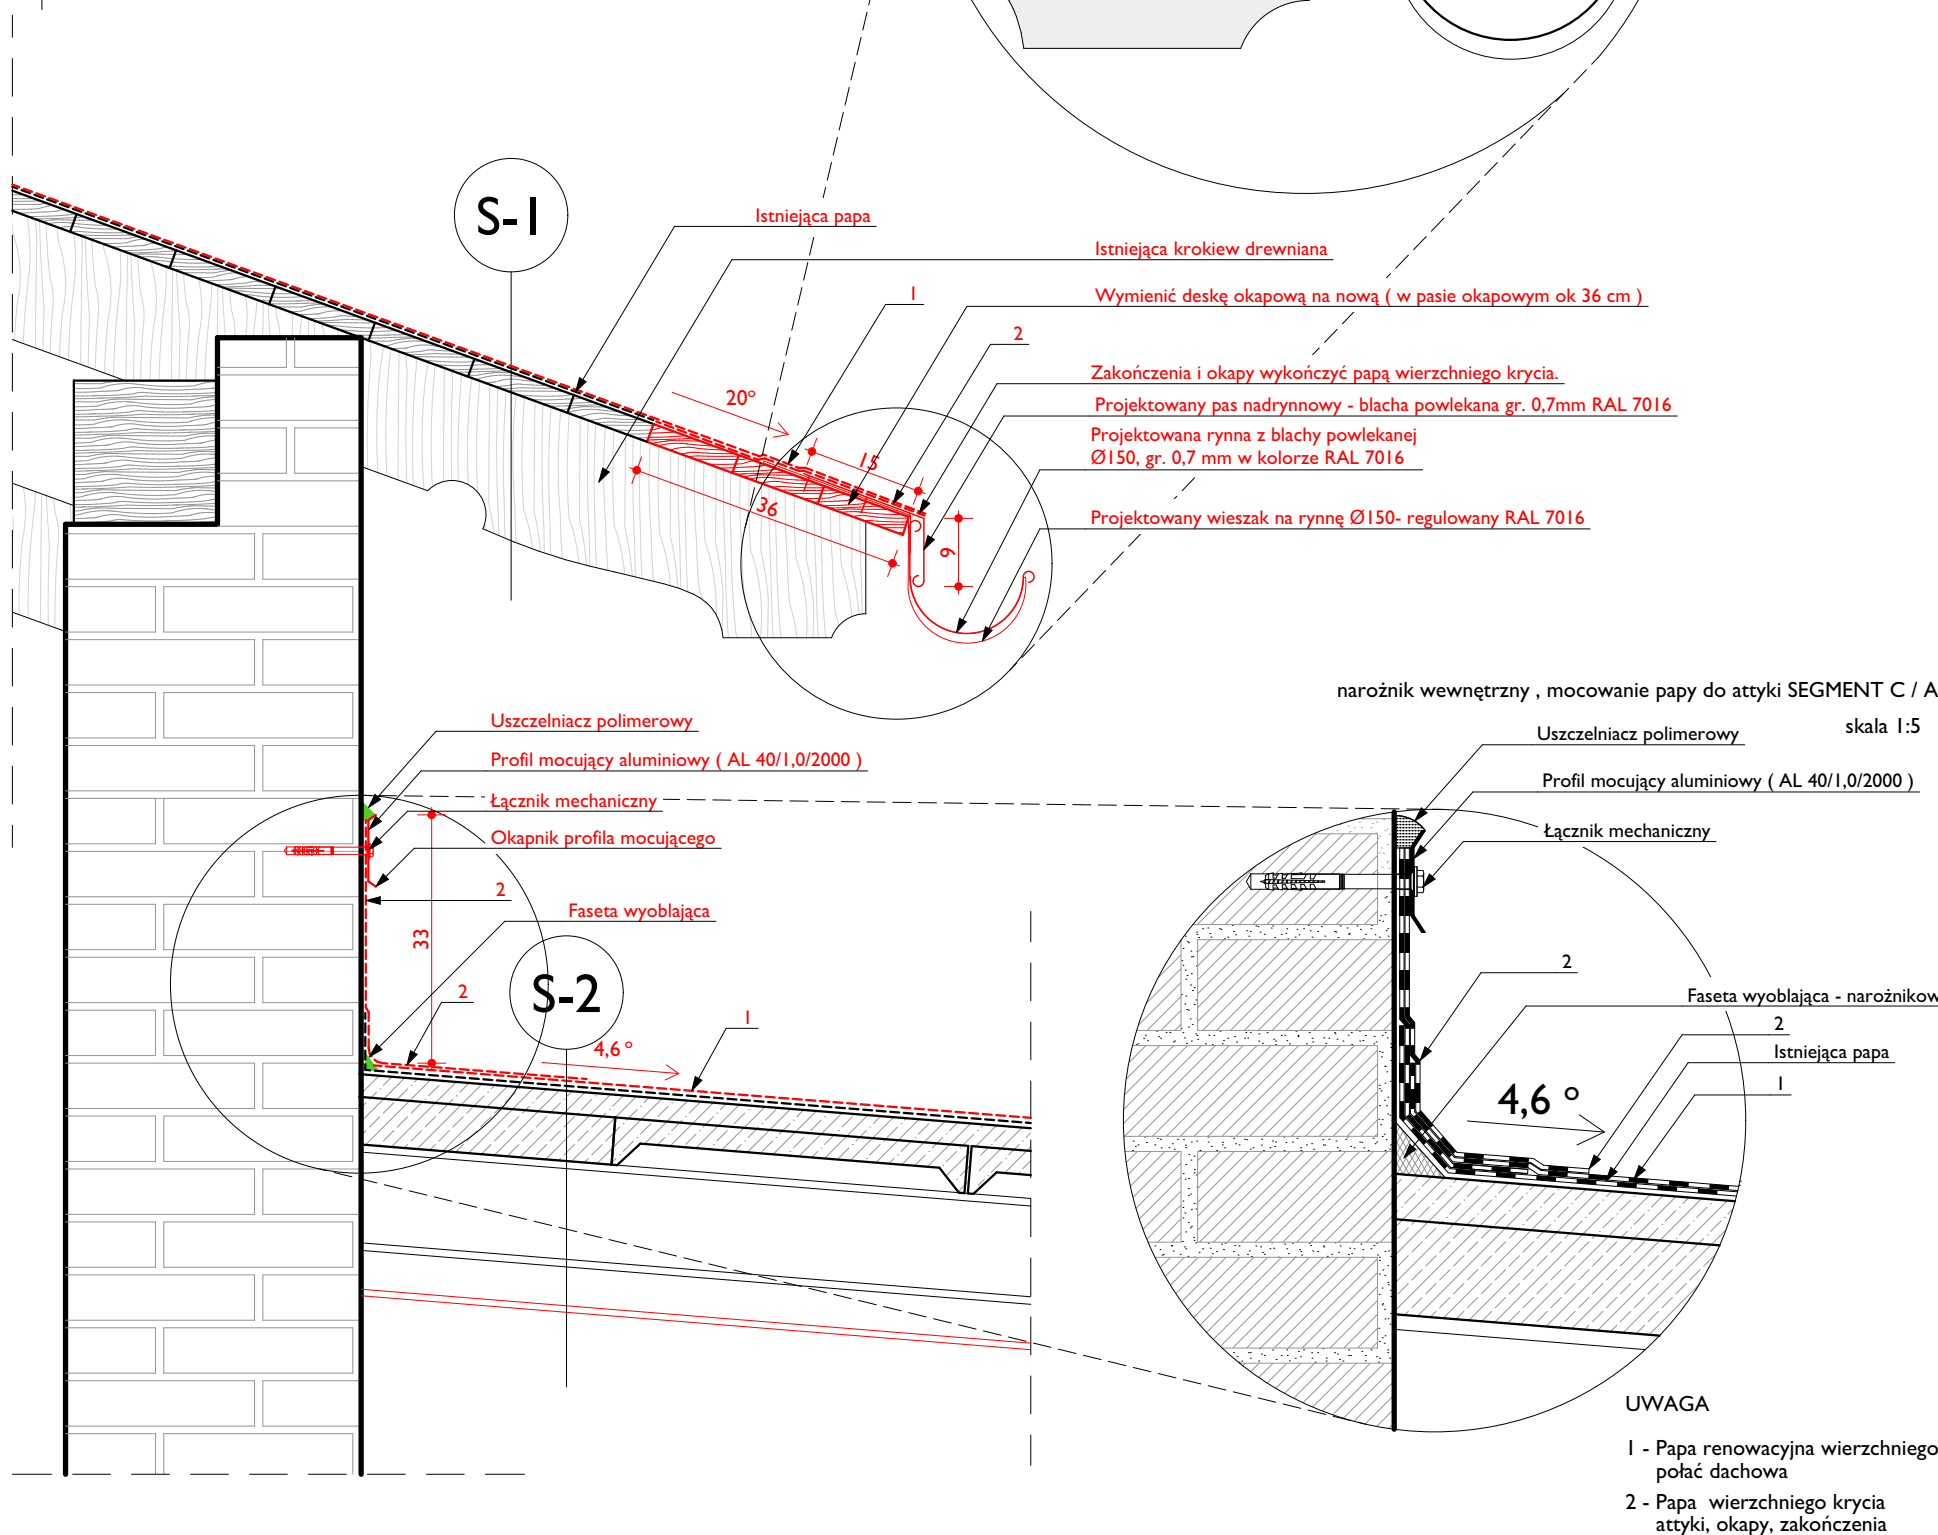 S-1
Istniejąca papa
Istniejąca krokiew drewniana
1
Wymienić deskę okapową na nową ( w pasie okapowym ok 36 cm )
2
Zakończenia i okapy wykończyć papą wierzchniego krycia.
20°
Projektowany pas nadrynnowy - blacha powlekana gr. 0,7mm RAL 7016
Projektowana rynna z blachy powlekanej
Ø150, gr. 0,7 mm w kolorze RAL 7016
15
36
Projektowany wieszak na rynnę Ø150- regulowany RAL 7016
9
narożnik wewnętrzny , mocowanie papy do attyki SEGMENT C / A
skala 1:5
Uszczelniacz polimerowy
Profil mocujący aluminiowy ( AL 40/1,0/2000 )
Łącznik mechaniczny
Okapnik profila mocującego
2
Faseta wyoblająca
33
2
S-2
4,6 °
1
Uszczelniacz polimerowy
Profil mocujący aluminiowy ( AL 40/1,0/2000 )
Łącznik mechaniczny
2
Faseta wyoblająca - narożnikow
2
Istniejąca papa
1
4,6 °
UWAGA
1 - Papa renowacyjna wierzchniego
połać dachowa
2 - Papa wierzchniego krycia
attyki, okapy, zakończenia